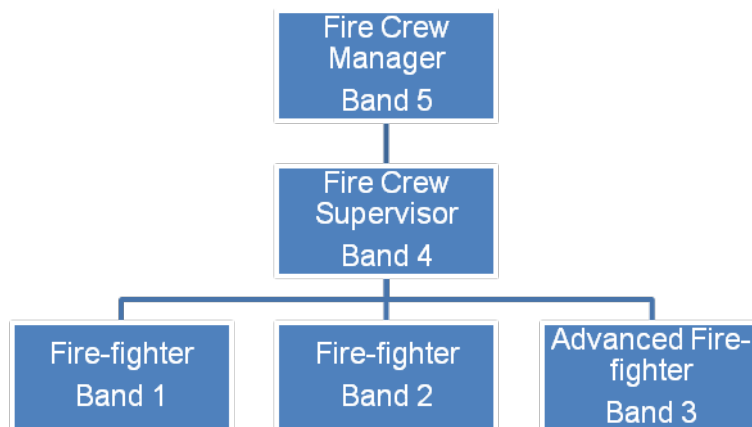 Fire Crew
Manager
Band 5
Fire Crew
Supervisor
Band 4
Fire-fighter
Band 1
Fire-fighter
Band 2
Advanced Fire-
fighter
Band 3